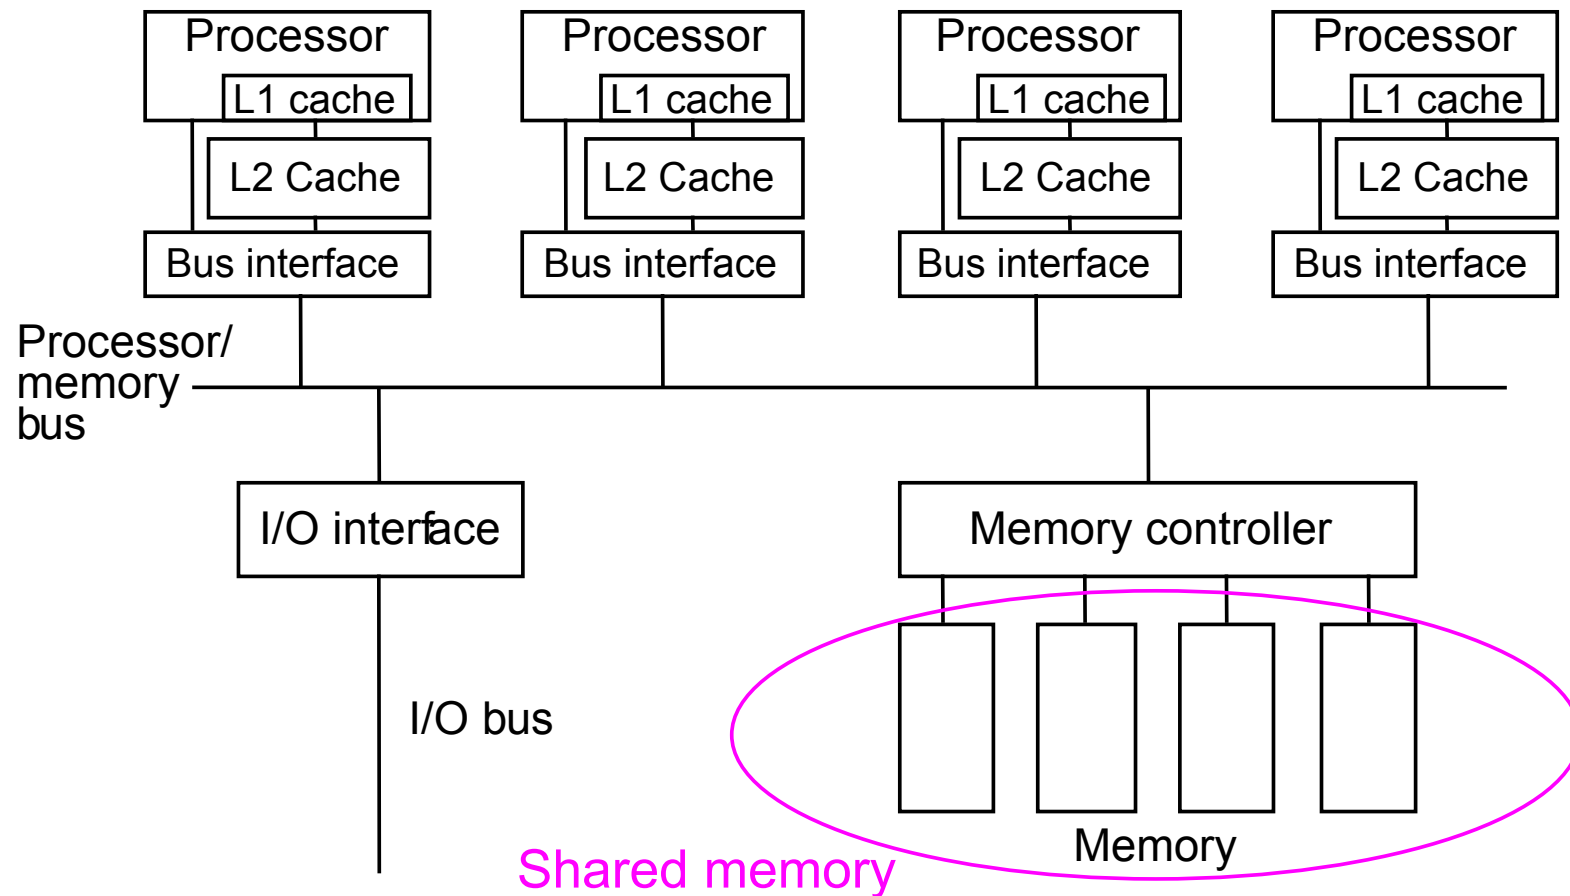 Processor
Processor
Processor
Processor
L1 cache
L1 cache
L1 cache
L1 cache
L2 Cache
L2 Cache
L2 Cache
L2 Cache
Bus interface
Bus interface
Bus interface
Bus interface
Processor/
memory
bus
I/O interface
Memory controller
I/O bus
Memory
Shared memory